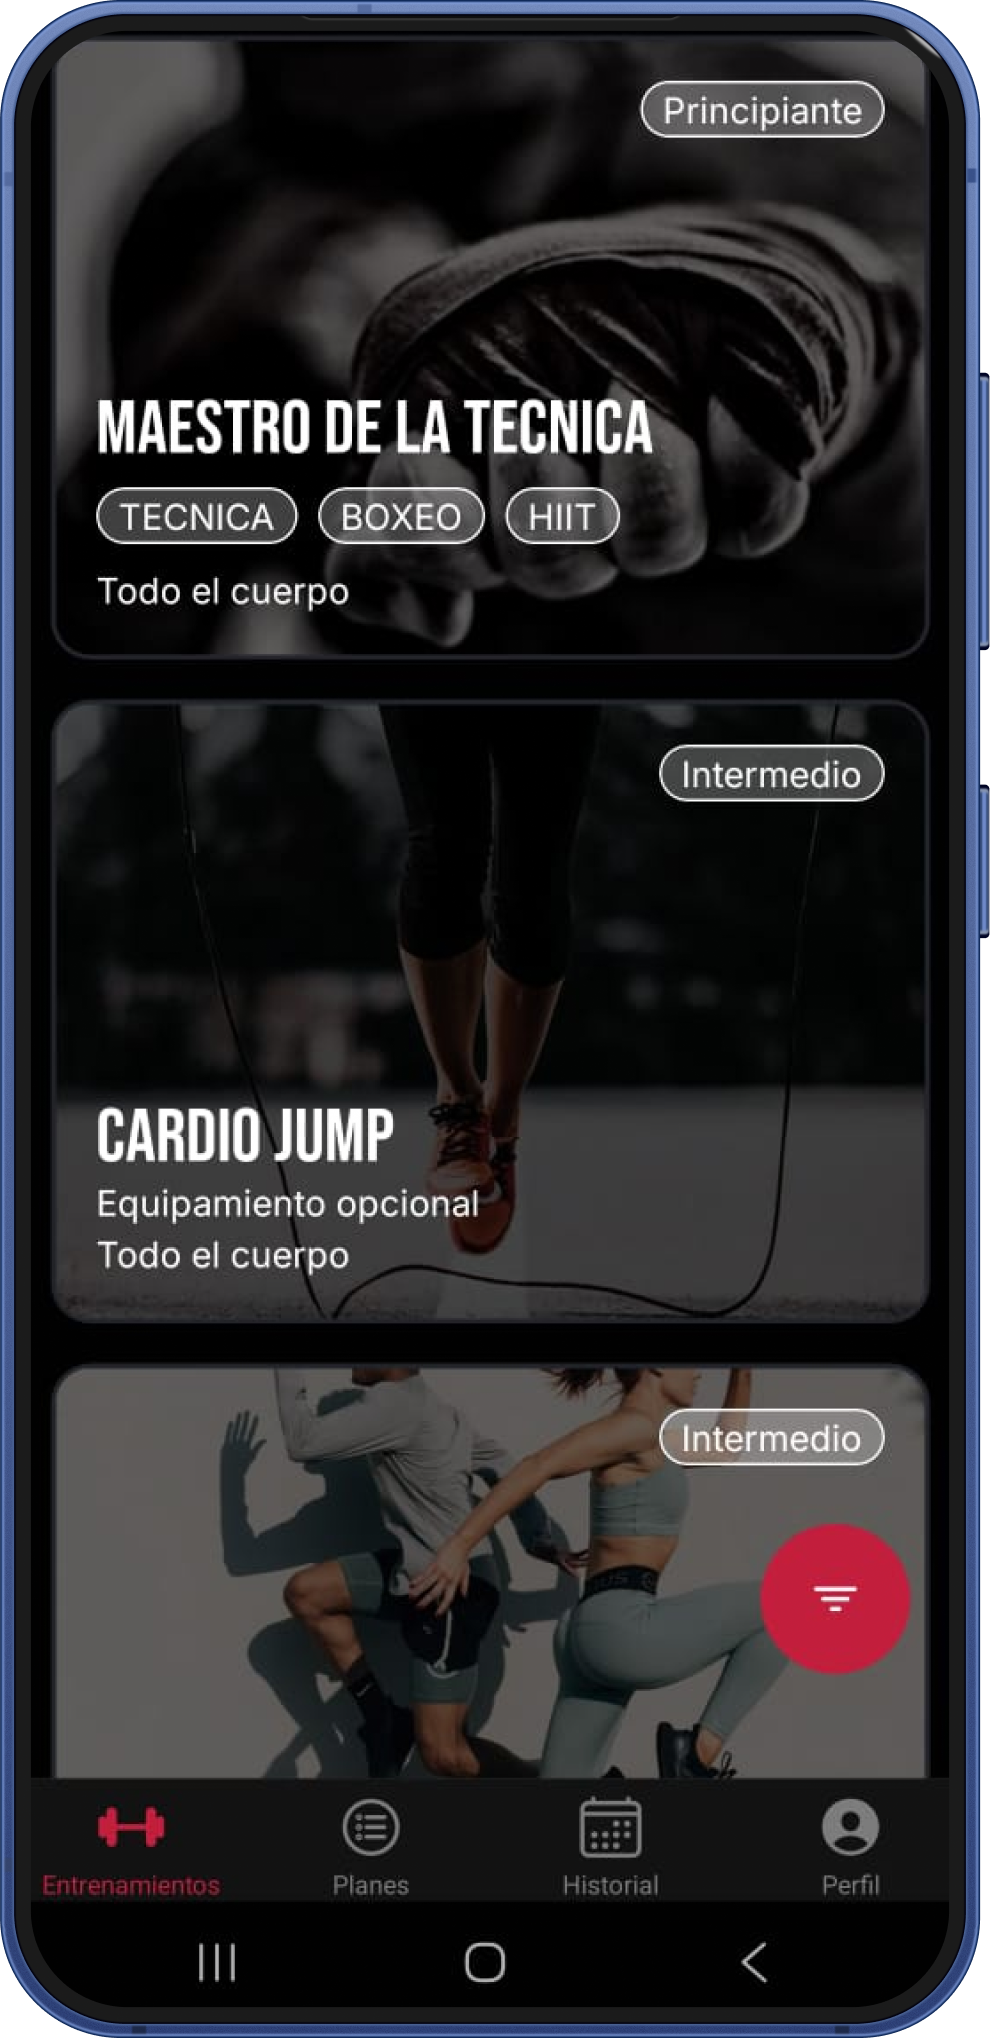 Principiante
MAESTRO DE LA TECNICA
TECNICA BOXEO HIIT
Todo el cuerpo
Intermedio
CARDIO JUMP
Equipamiento opcional
Todo el cuerpo
Intermedio
Entrenamientos Planes Historial Perfil